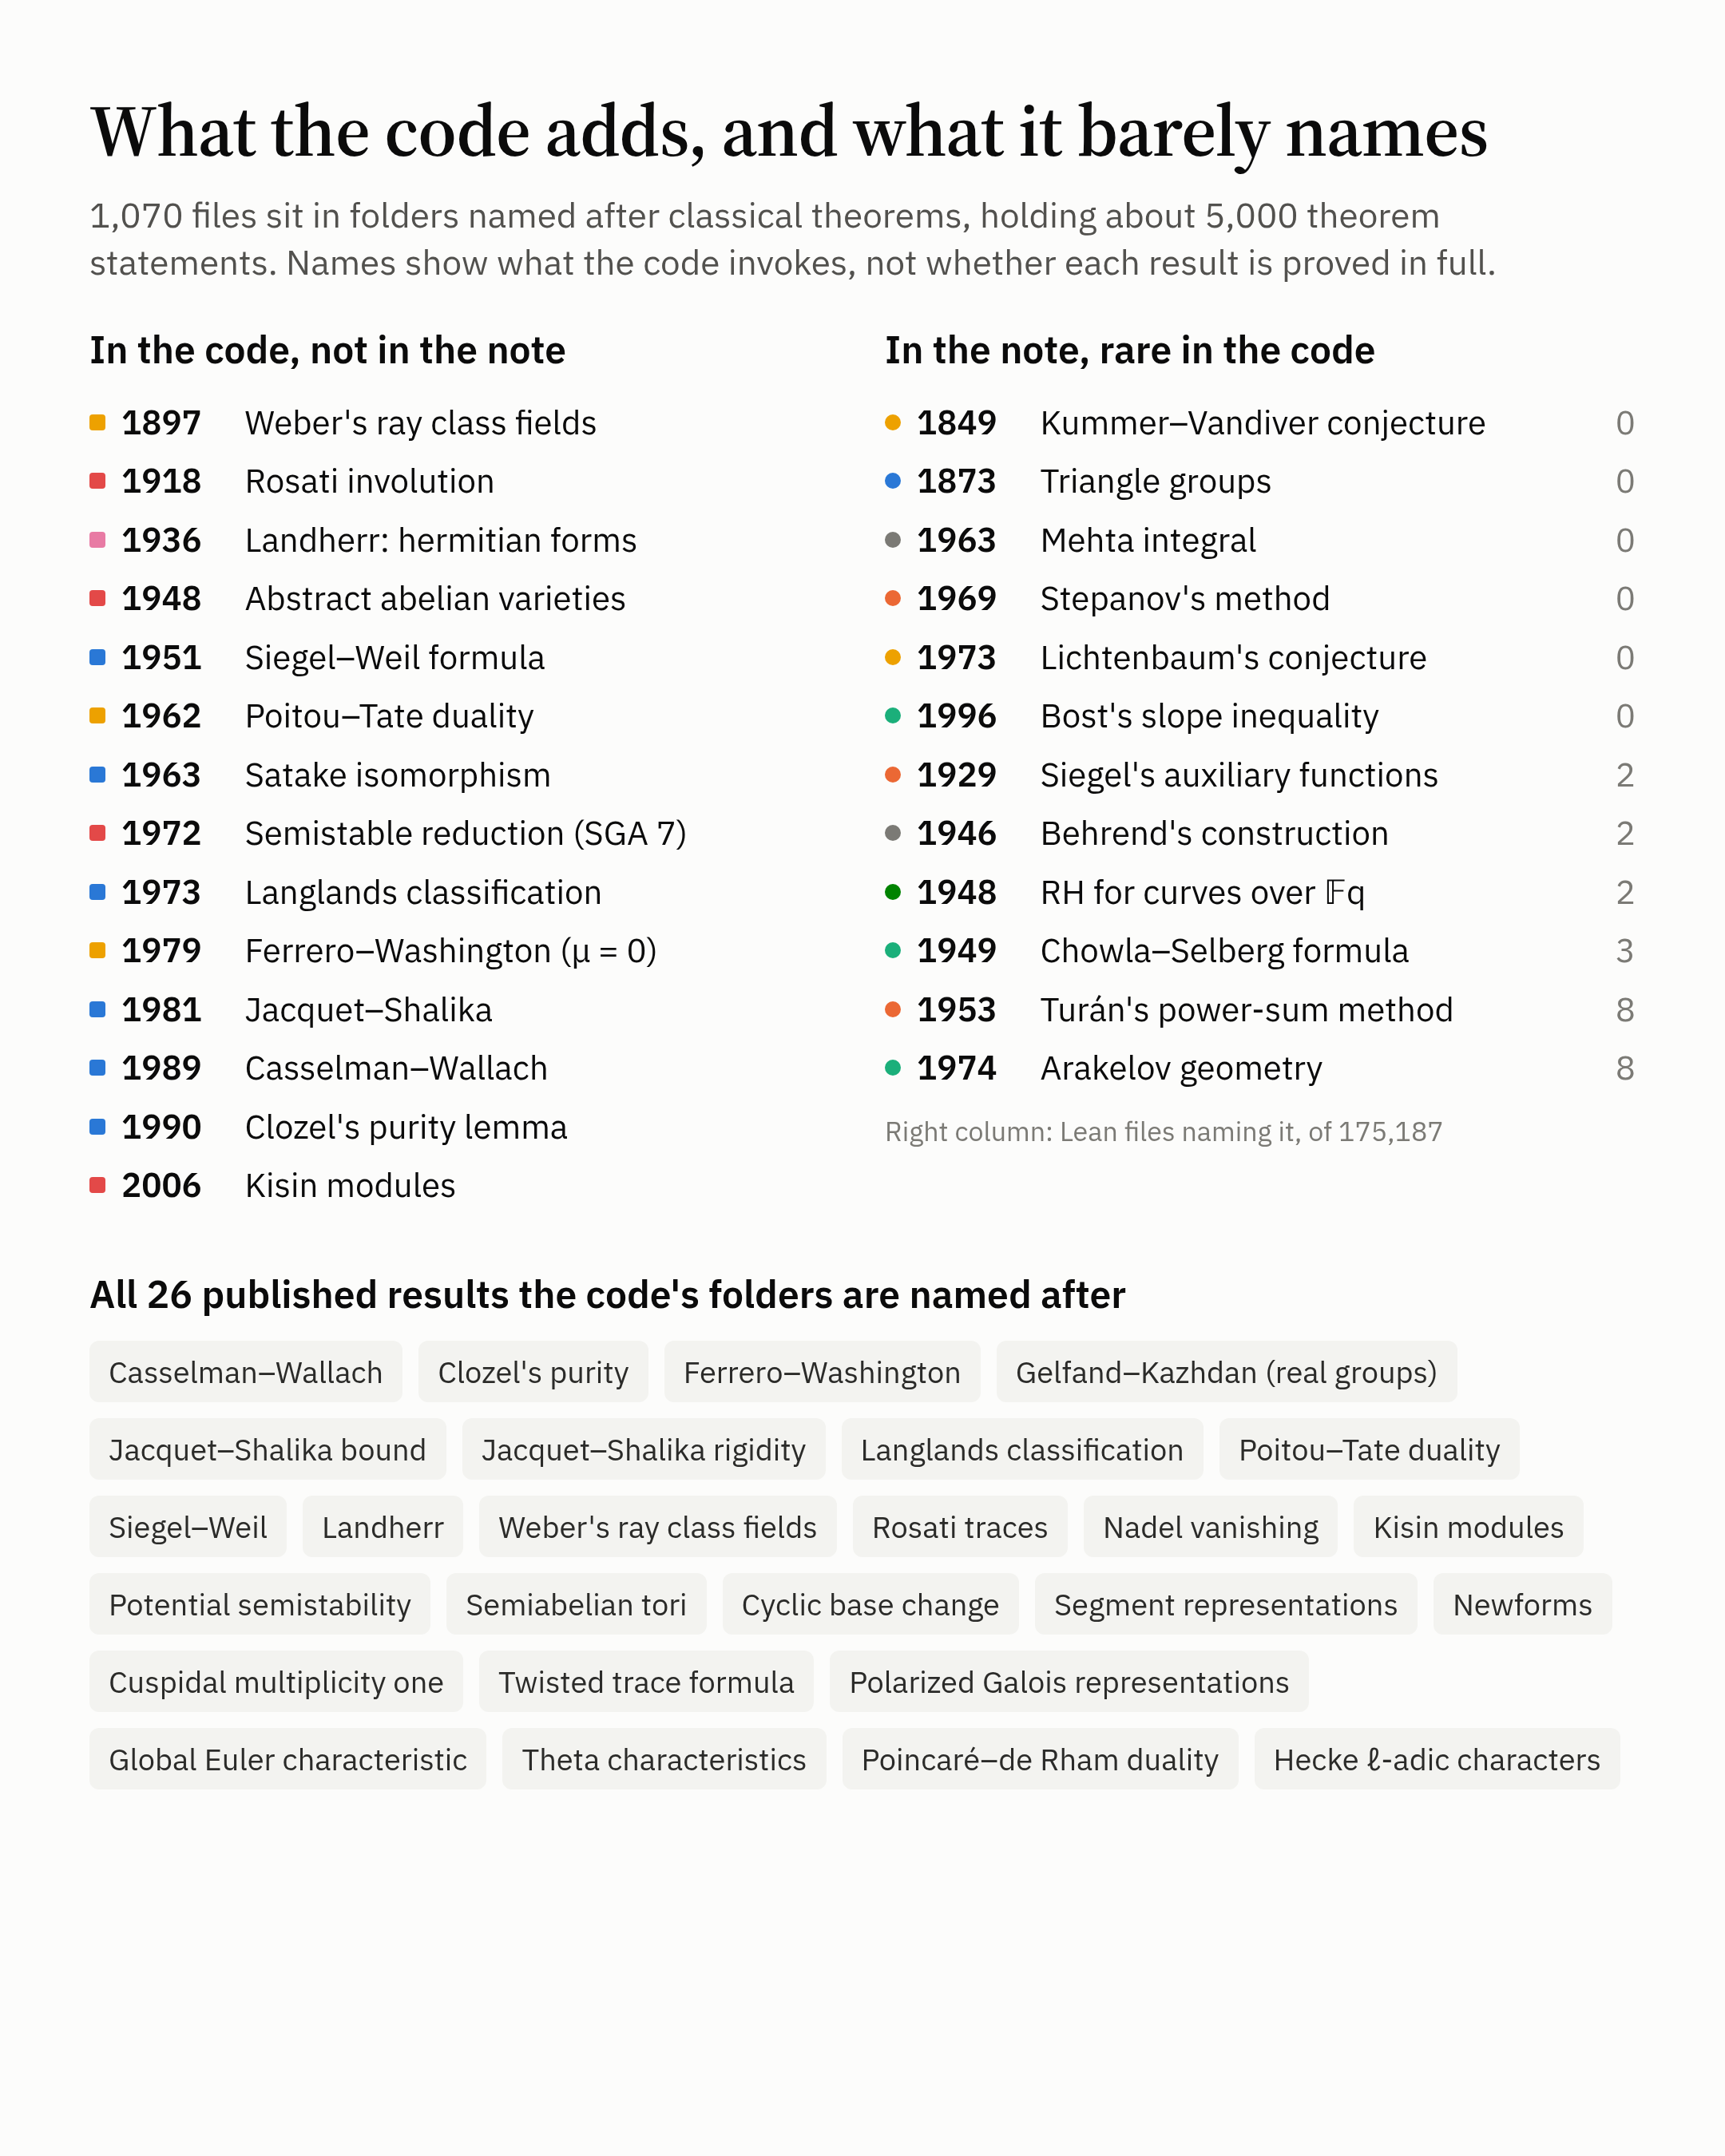 What the code adds, and what it barely names
1,070 files sit in folders named after classical theorems, holding about 5,000 theorem
statements. Names show what the code invokes, not whether each result is proved in full.
In the code, not in the note
1897 Weber's ray class fields
1918 Rosati involution
1936 Landherr: hermitian forms
1948 Abstract abelian varieties
1951 Siegel–Weil formula
1962 Poitou–Tate duality
1963 Satake isomorphism
1972 Semistable reduction (SGA 7)
1973 Langlands classification
1979 Ferrero–Washington (μ = 0)
1981 Jacquet–Shalika
1989 Casselman–Wallach
1990 Clozel's purity lemma
2006 Kisin modules
In the note, rare in the code
1849 Kummer–Vandiver conjecture 0
1873 Triangle groups 0
1963 Mehta integral 0
1969 Stepanov's method 0
1973 Lichtenbaum's conjecture 0
1996 Bost's slope inequality 0
1929 Siegel's auxiliary functions 2
1946 Behrend's construction 2
1948 RH for curves over 𝔽q 2
1949 Chowla–Selberg formula 3
1953 Turán's power-sum method 8
1974 Arakelov geometry 8
Right column: Lean files naming it, of 175,187
All 26 published results the code's folders are named after
Casselman–Wallach Clozel's purity Ferrero–Washington Gelfand–Kazhdan (real groups)
Jacquet–Shalika bound Jacquet–Shalika rigidity Langlands classification Poitou–Tate duality
Siegel–Weil Landherr Weber's ray class fields Rosati traces Nadel vanishing Kisin modules
Potential semistability Semiabelian tori Cyclic base change Segment representations Newforms
Cuspidal multiplicity one Twisted trace formula Polarized Galois representations
Global Euler characteristic Theta characteristics Poincaré–de Rham duality Hecke ℓ-adic characters